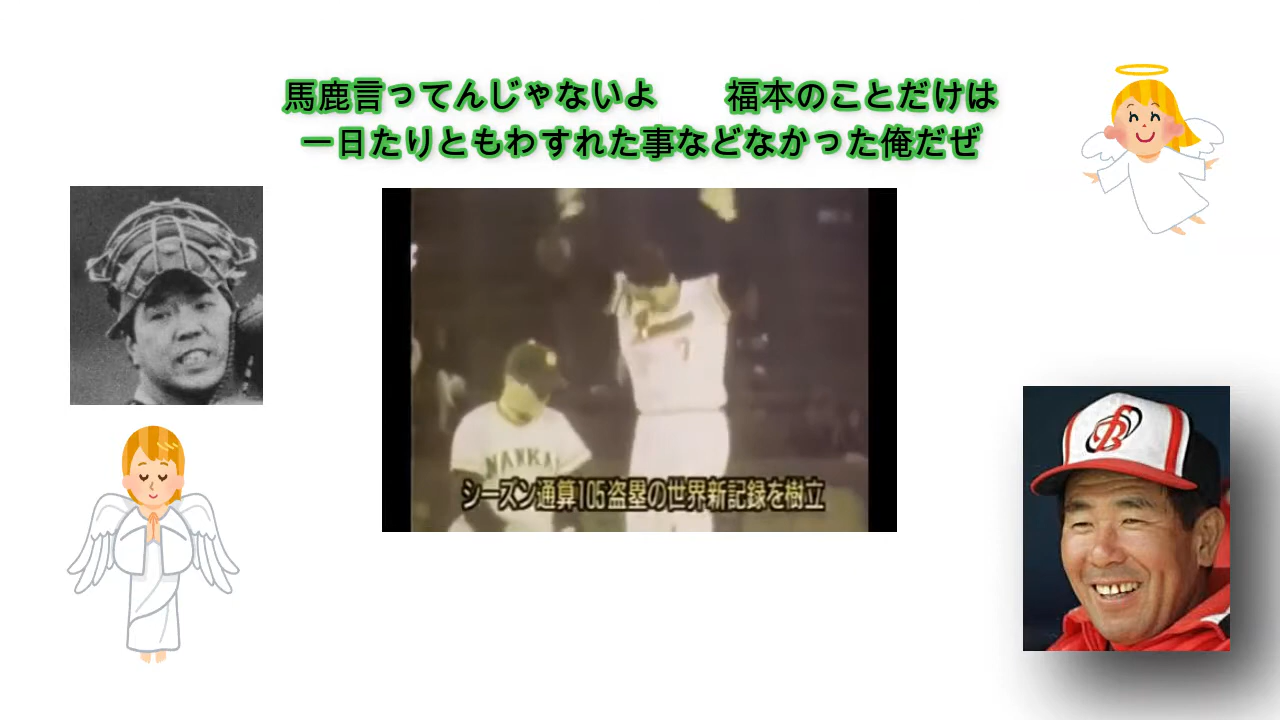 馬鹿言ってんじゃないよ　　福本のことだけは
一日たりともわすれた事などなかった俺だぜ
7
NANKAI
シーズン通算105盗塁の世界新記録を樹立
B